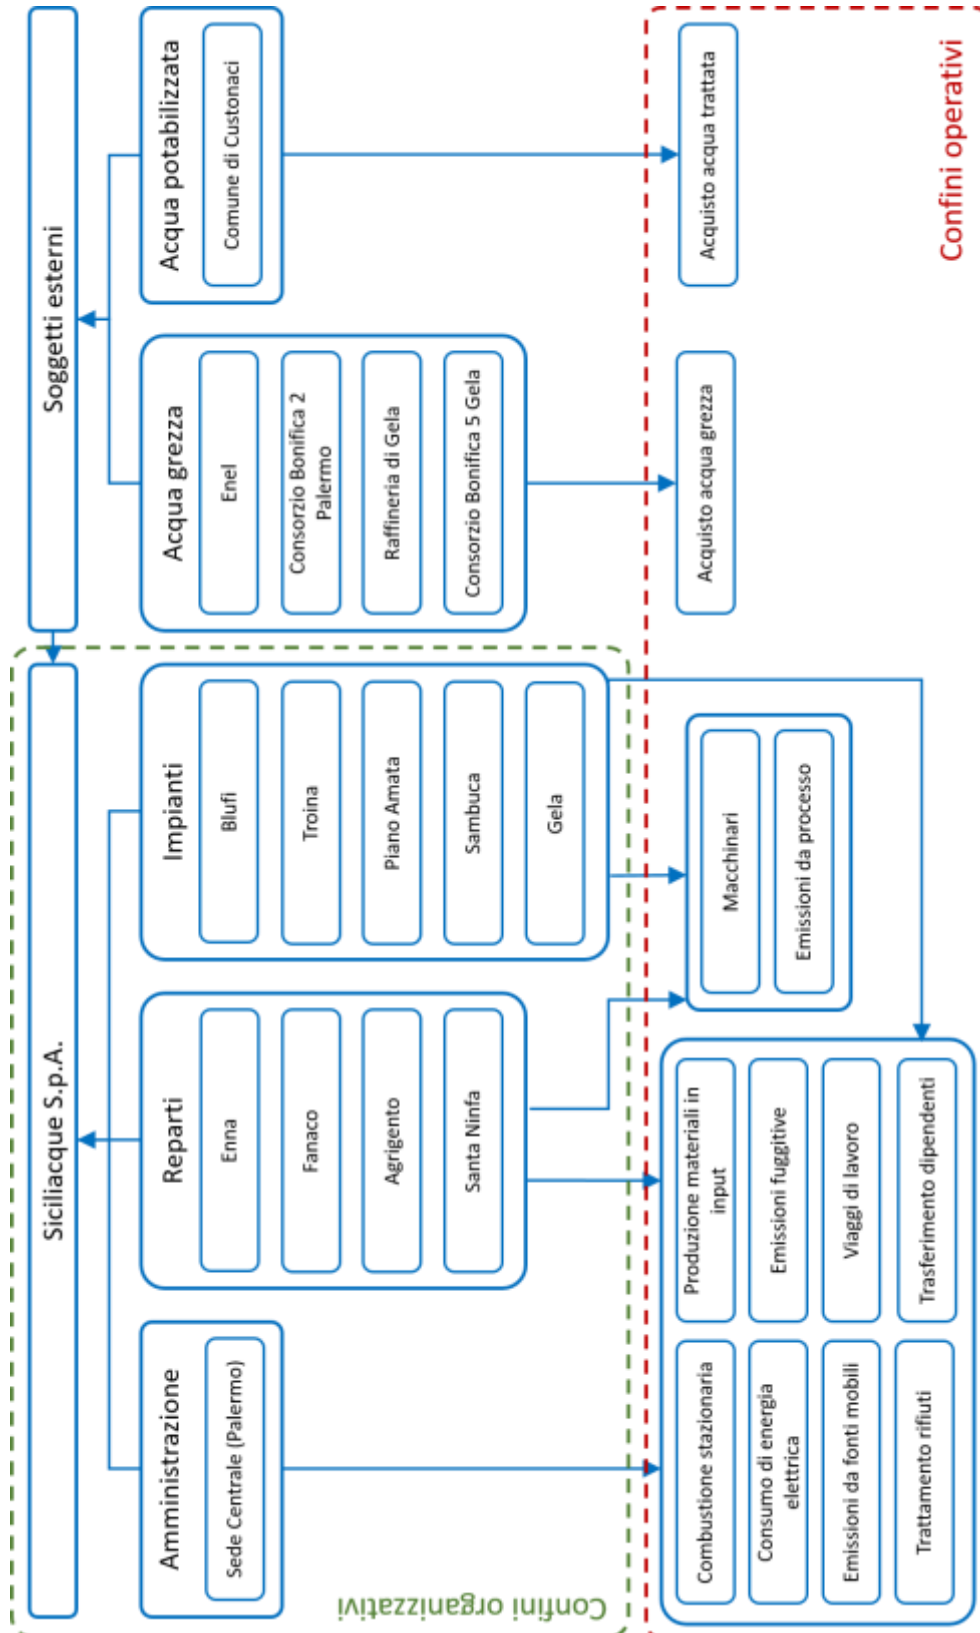 Siciliacque S.p.A.
Soggetti esterni
Confini organizzativi
Amministrazione
Sede Centrale (Palermo)
Reparti
Enna
Fanaco
Agrigento
Santa Ninfa
Impianti
Blufi
Troina
Piano Amata
Sambuca
Gela
Acqua grezza
Enel
Consorzio Bonifica 2
Palermo
Raffineria di Gela
Consorzio Bonifica 5 Gela
Acqua potabilizzata
Comune di Custonaci
Combustione stazionaria
Consumo di energia
elettrica
Emissioni da fonti mobili
Trattamento rifiuti
Produzione materiali in
input
Emissioni fuggitive
Viaggi di lavoro
Trasferimento dipendenti
Macchinari
Emissioni da processo
Acquisto acqua grezza
Acquisto acqua trattata
Confini operativi